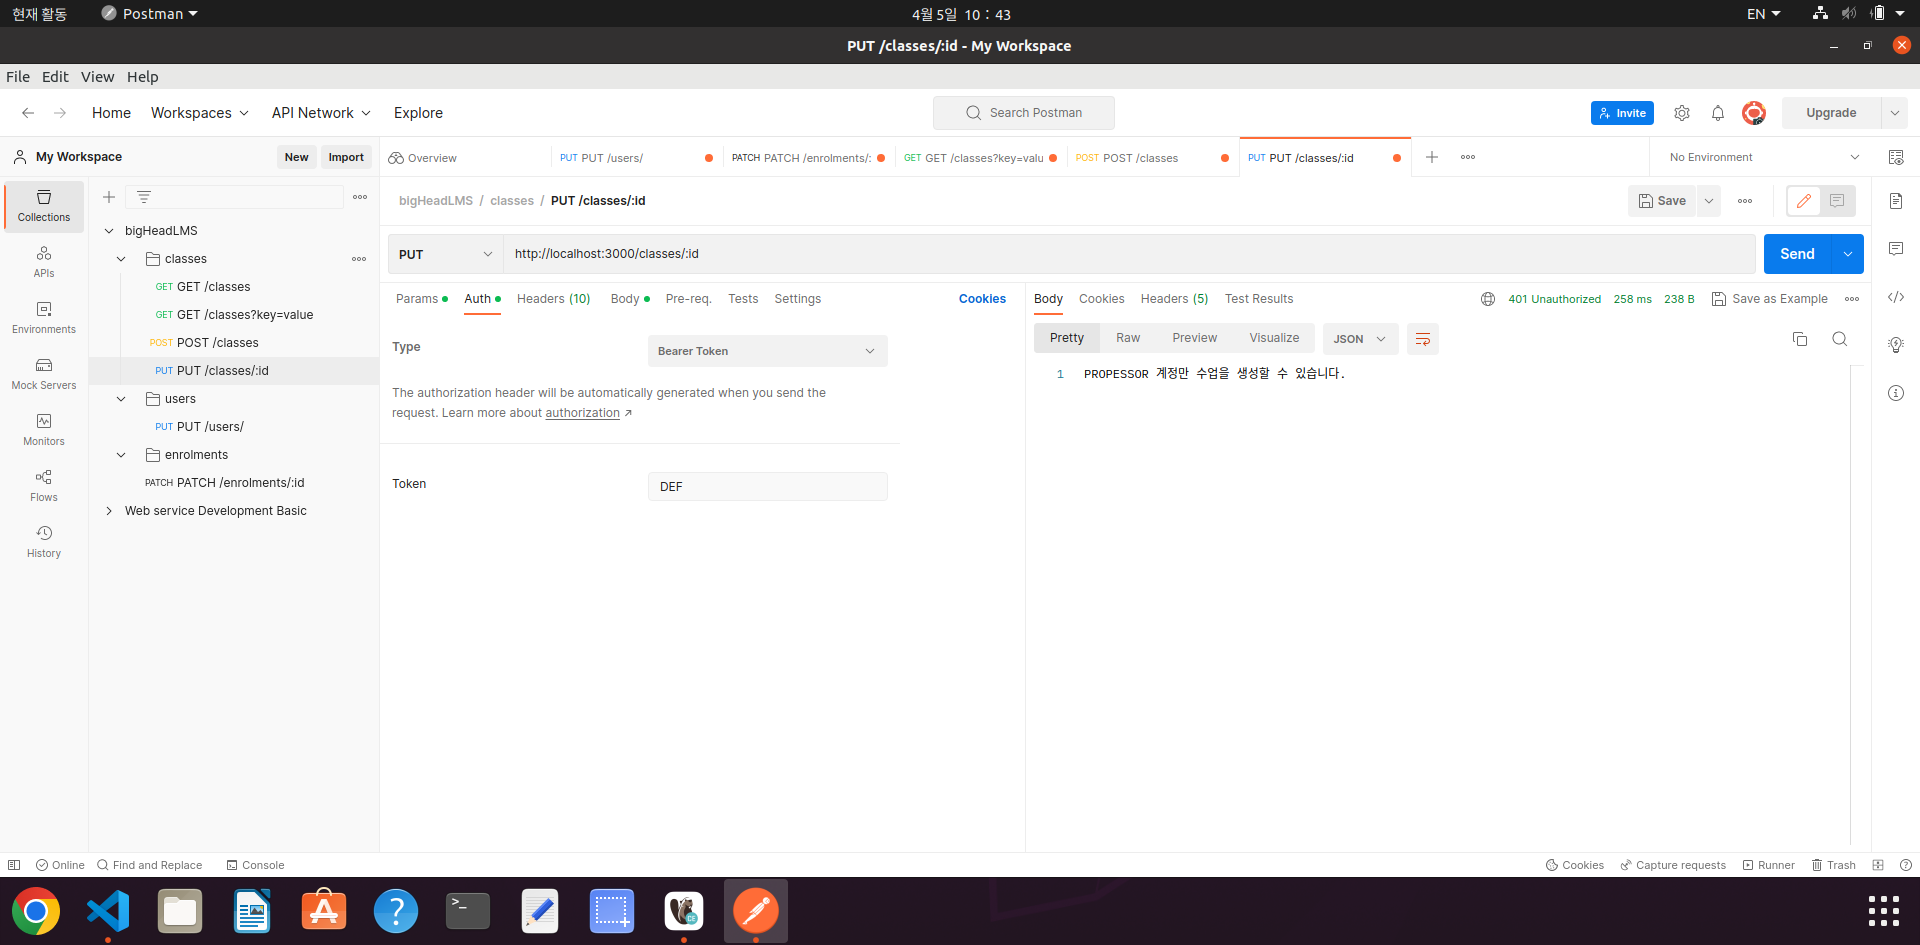 현재 활동
Postman
4월 5일 10 : 43
EN
PUT /classes/:id - My Workspace
File Edit View Help
Home Workspaces API Network Explore
Search Postman
Invite
Upgrade
My Workspace
New
Import
Overview
PUT PUT /users/
PATCH PATCH /enrolments/:
GET GET /classes?key=valu
POST POST /classes
PUT PUT /classes/:id
No Environment
Collections
APIs
Environments
Mock Servers
Monitors
Flows
History
bigHeadLMS
classes
GET GET /classes
GET GET /classes?key=value
POST POST /classes
PUT PUT /classes/:id
users
PUT PUT /users/
enrolments
PATCH PATCH /enrolments/:id
Web service Development Basic
bigHeadLMS / classes / PUT /classes/:id
Save
PUT
http://localhost:3000/classes/:id
Send
Params Auth Headers (10) Body Pre-req. Tests Settings
Cookies
Type
Bearer Token
The authorization header will be automatically generated when you send the
request. Learn more about authorization ↗
Token
DEF
Body Cookies Headers (5) Test Results
401 Unauthorized 258 ms 238 B
Save as Example
Pretty Raw Preview Visualize
JSON
1 PROPESSOR 계정만 수업을 생성할 수 있습니다.
Online
Find and Replace
Console
Cookies
Capture requests
Runner
Trash
>_
CE